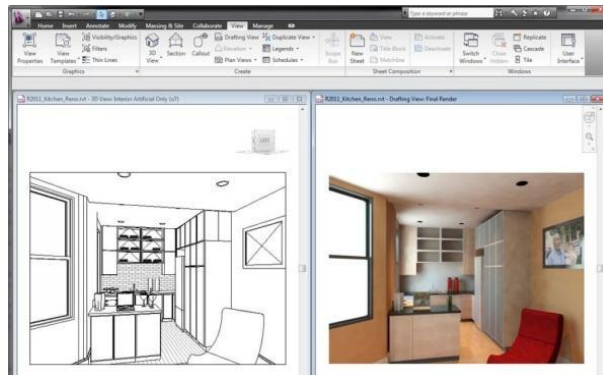 Type a keyword or phrase
Home Insert Annotate Modify Massing & Site Collaborate View Manage
View Properties
View Templates
Visibility/Graphics
Filters
Thin Lines
3D View
Section
Callout
Drafting View
Elevation
Plan Views
Duplicate View
Legends
Schedules
Scope Box
New Sheet
View
Title Block
Matchline
Activate
Deactivate
Switch Windows
Close Hidden
Replicate
Cascade
Tile
User Interface
Graphics
Create
Sheet Composition
Windows
R2011_Kitchen_Reno.rvt - 3D View: Interior Artificial Only (n7)
R2011_Kitchen_Reno.rvt - Drafting View: Final Render